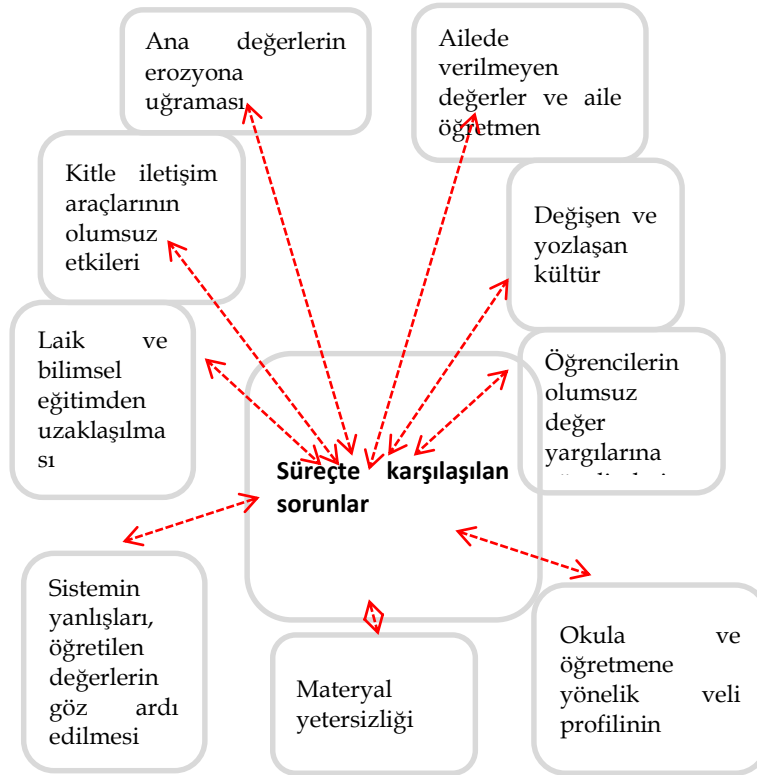 Ana değerlerin
erozyona
uğraması
Ailede
verilmeyen
değerler ve aile
öğretmen
Kitle iletişim
araçlarının
olumsuz
etkileri
Değişen ve
yozlaşan
kültür
Laik ve
bilimsel
eğitimden
uzaklaşılma
sı
Öğrencilerin
olumsuz
değer
yargılarına
Süreçte karşılaşılan
sorunlar
Sistemin
yanlışları,
öğretilen
değerlerin
göz ardı
edilmesi
Materyal
yetersizliği
Okula ve
öğretmene
yönelik veli
profilinin